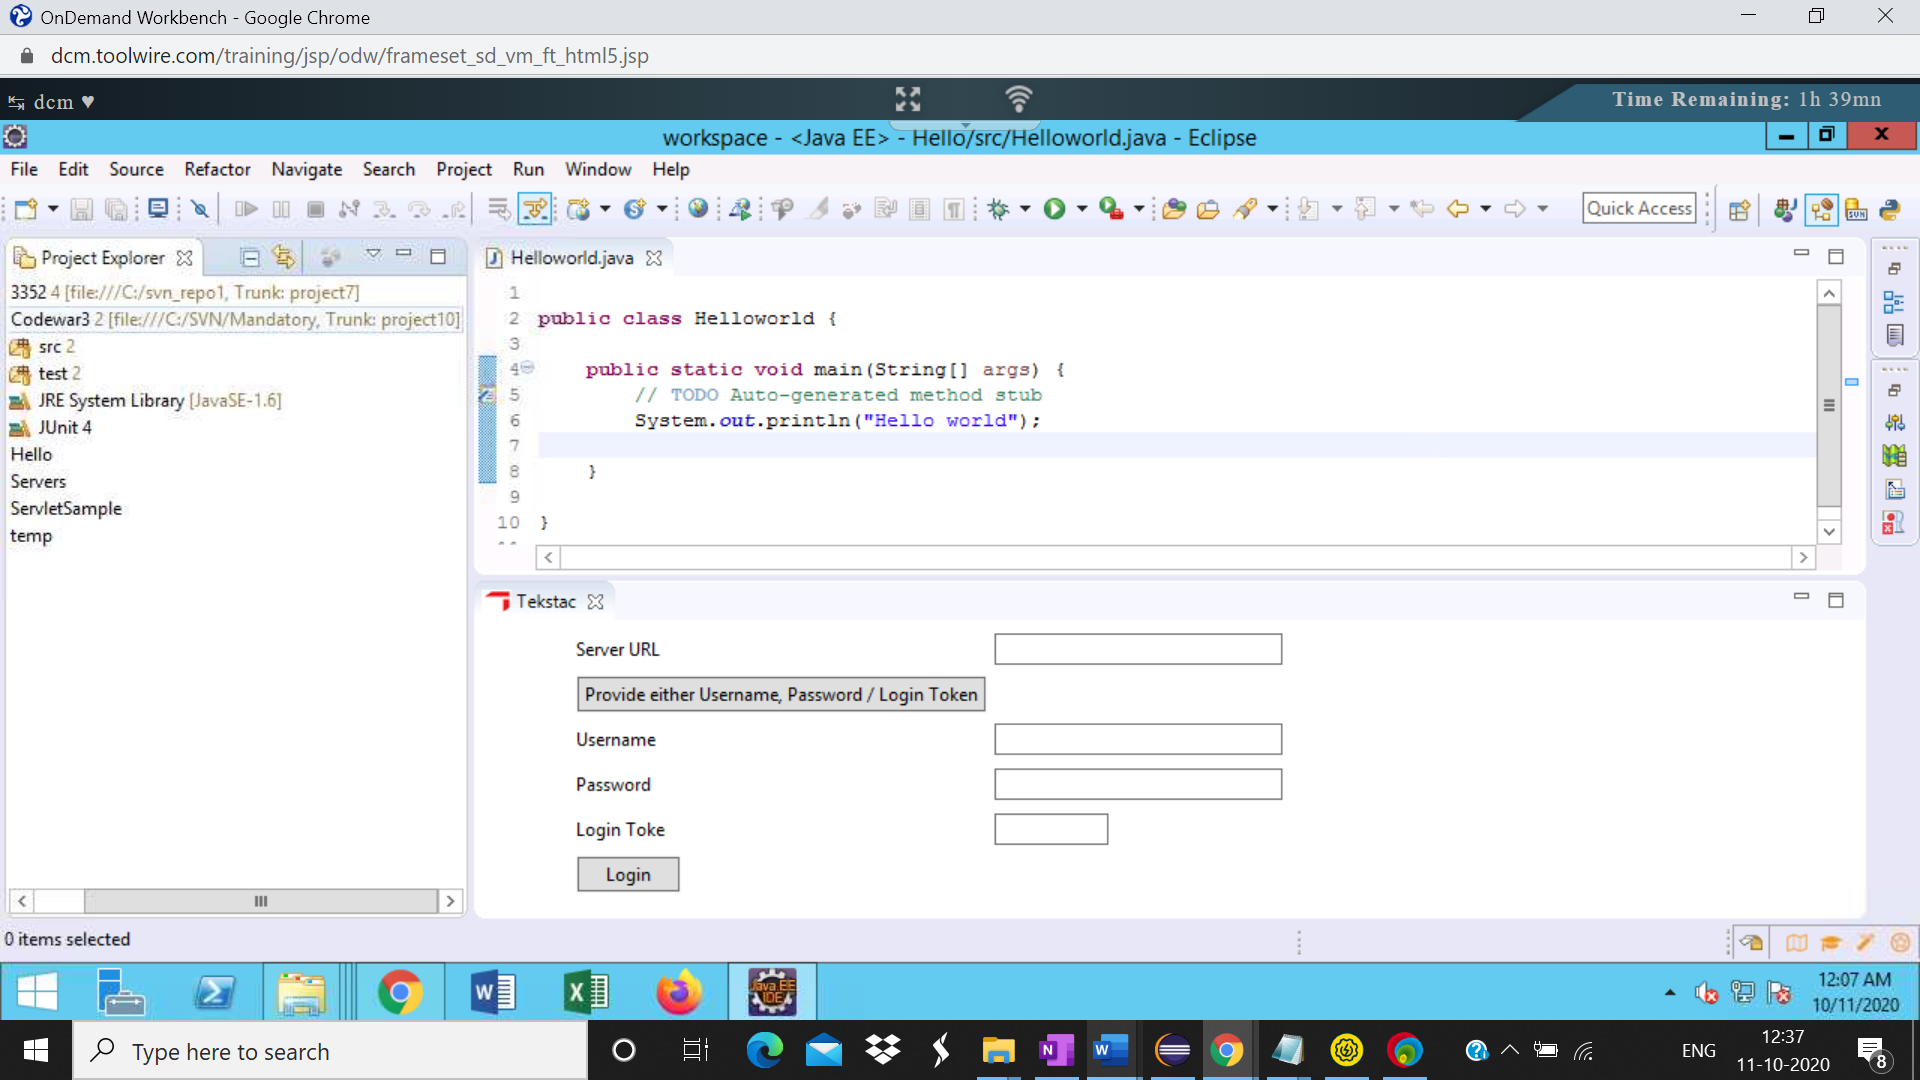 OnDemand Workbench - Google Chrome
dcm.toolwire.com/training/jsp/odw/frameset_sd_vm_ft_html5.jsp
dcm ♥
Time Remaining: 1h 39mn
workspace - <Java EE> - Hello/src/Helloworld.java - Eclipse
File Edit Source Refactor Navigate Search Project Run Window Help
Quick Access
Project Explorer
3352 4 [file:///C:/svn_repo1, Trunk: project7]
Codewar3 2 [file:///C:/SVN/Mandatory, Trunk: project10]
src 2
test 2
JRE System Library [JavaSE-1.6]
JUnit 4
Hello
Servers
ServletSample
temp
Helloworld.java
1
2 public class Helloworld {
3
4 public static void main(String[] args) {
5 // TODO Auto-generated method stub
6 System.out.println("Hello world");
7
8 }
9
10 }
Tekstac
Server URL
Provide either Username, Password / Login Token
Username
Password
Login Toke
Login
0 items selected
Java EE
IDE
12:07 AM
10/11/2020
Type here to search
ENG
12:37
11-10-2020
8